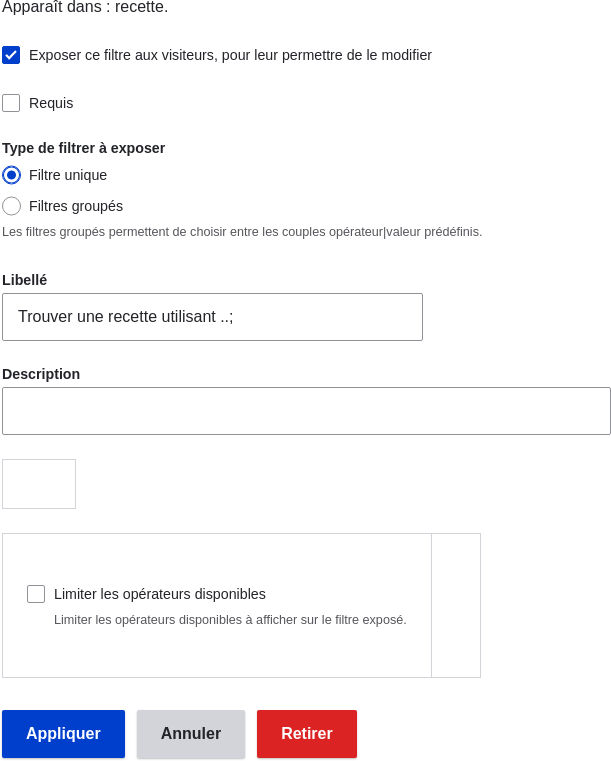 Apparaît dans : recette.
Exposer ce filtre aux visiteurs, pour leur permettre de le modifier
Requis
Type de filtrer à exposer
Filtre unique
Filtres groupés
Les filtres groupés permettent de choisir entre les couples opérateur|valeur prédéfinis.
Libellé
Trouver une recette utilisant ..;
Description
Limiter les opérateurs disponibles
Limiter les opérateurs disponibles à afficher sur le filtre exposé.
Appliquer Annuler Retirer